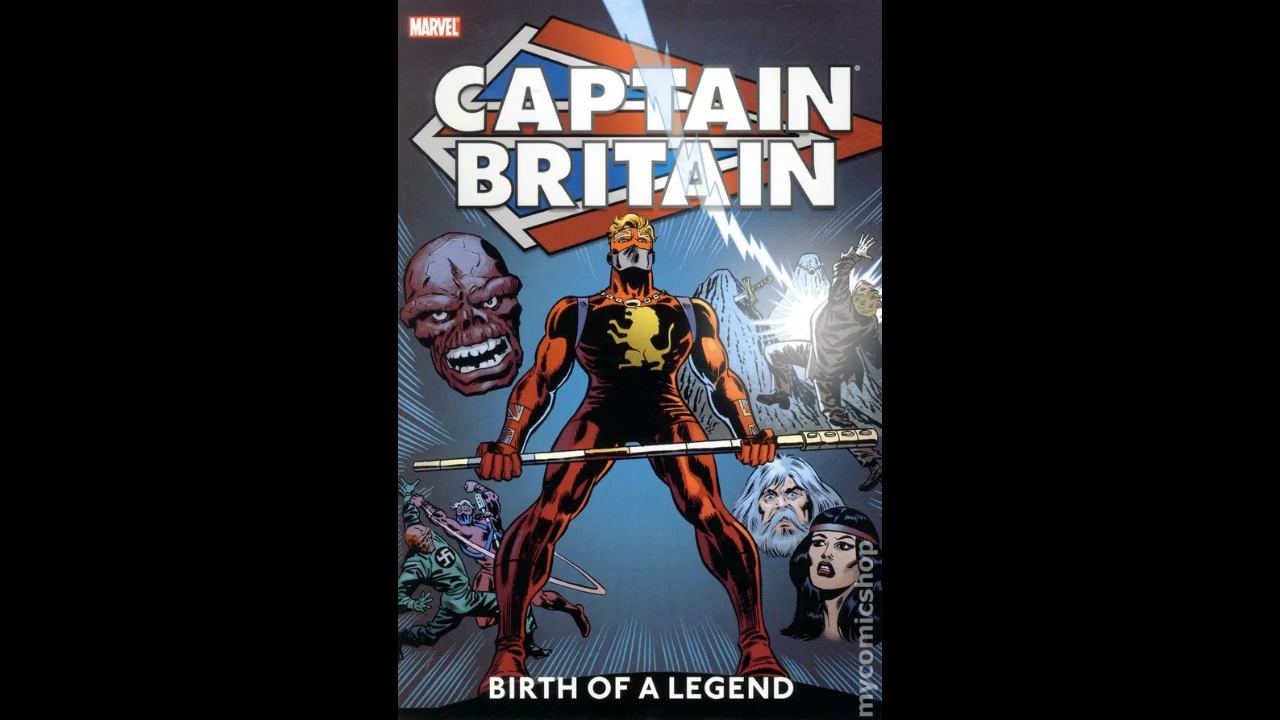 MARVEL
CAPTAIN
BRITAIN
BIRTH OF A LEGEND
mycomicshop